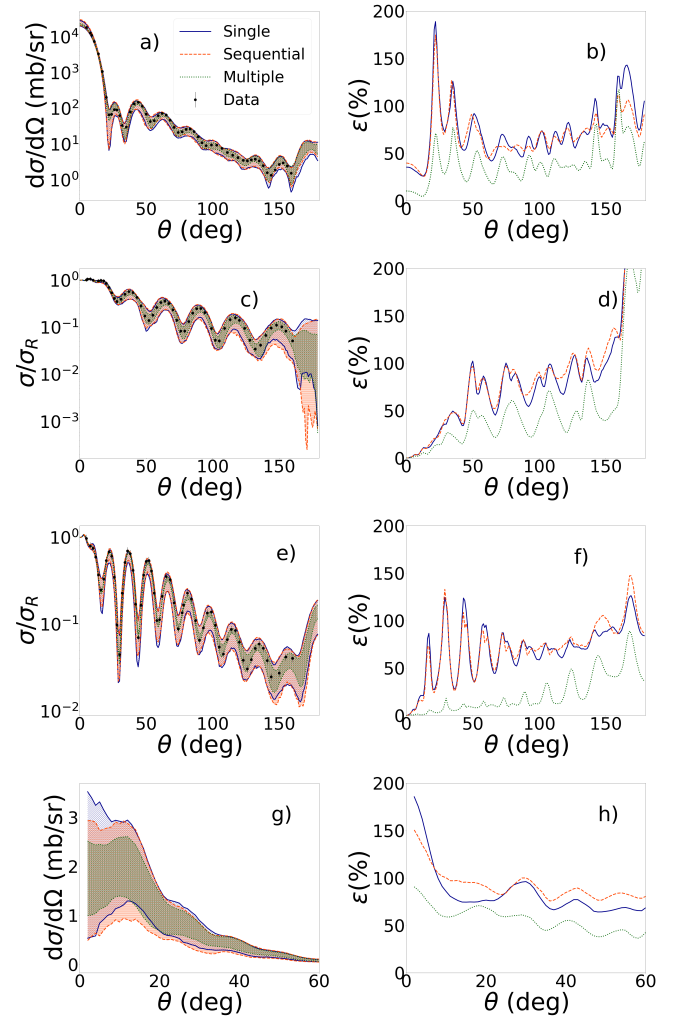 a)
Single
Sequential
Multiple
Data
dσ/dΩ (mb/sr)
10⁴
10³
10²
10¹
10⁰
0 50 100 150
θ (deg)
b)
ε(%)
200
150
100
50
0
0 50 100 150
θ (deg)
c)
σ/σ_R
10⁰
10⁻¹
10⁻²
10⁻³
0 50 100 150
θ (deg)
d)
ε(%)
200
150
100
50
0
0 50 100 150
θ (deg)
e)
σ/σ_R
10⁰
10⁻¹
10⁻²
0 50 100 150
θ (deg)
f)
ε(%)
200
150
100
50
0
0 50 100 150
θ (deg)
g)
dσ/dΩ (mb/sr)
3
2
1
0
0 20 40 60
θ (deg)
h)
ε(%)
200
150
100
50
0
0 20 40 60
θ (deg)